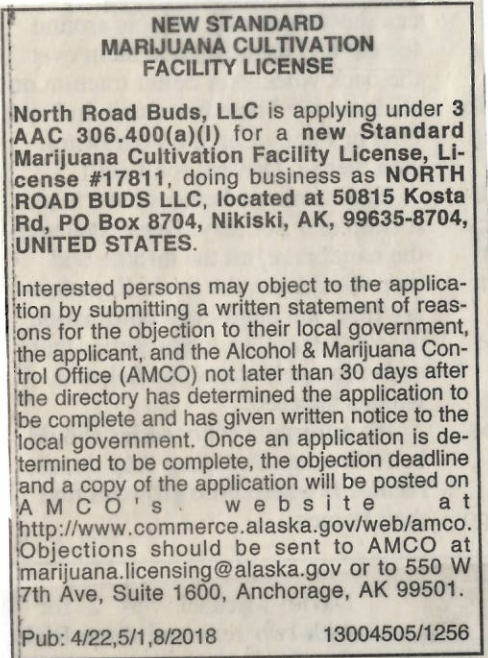 NEW STANDARD
MARIJUANA CULTIVATION
FACILITY LICENSE
North Road Buds, LLC is applying under 3
AAC 306.400(a)(l) for a new Standard
Marijuana Cultivation Facility License, Li-
cense #17811, doing business as NORTH
ROAD BUDS LLC, located at 50815 Kosta
Rd, PO Box 8704, Nikiski, AK, 99635-8704,
UNITED STATES.
Interested persons may object to the applica-
tion by submitting a written statement of reas-
ons for the objection to their local government,
the applicant, and the Alcohol & Marijuana Con-
trol Office (AMCO) not later than 30 days after
the directory has determined the application to
be complete and has given written notice to the
local government. Once an application is de-
termined to be complete, the objection deadline
and a copy of the application will be posted on
AMCO's website at
http://www.commerce.alaska.gov/web/amco.
Objections should be sent to AMCO at
marijuana.licensing@alaska.gov or to 550 W
7th Ave, Suite 1600, Anchorage, AK 99501.
Pub: 4/22,5/1,8/2018 13004505/1256